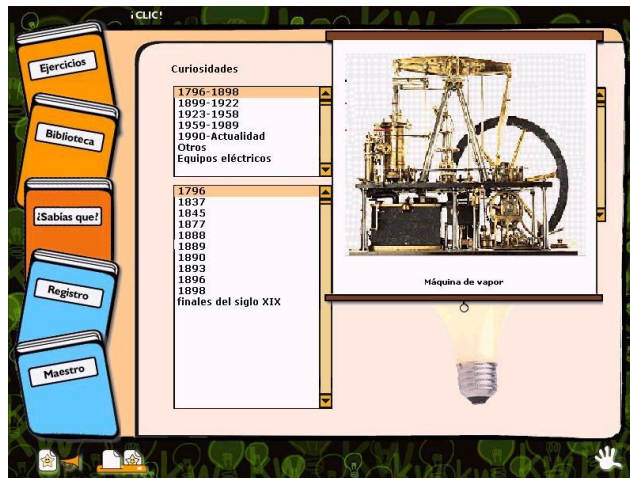 ¡CLIC!
Ejercicios
Biblioteca
¿Sabías que?
Registro
Maestro
Curiosidades
1796-1898
1899-1922
1923-1958
1959-1989
1990-Actualidad
Otros
Equipos eléctricos
1796
1837
1845
1877
1888
1889
1890
1893
1896
1898
finales del siglo XIX
Máquina de vapor